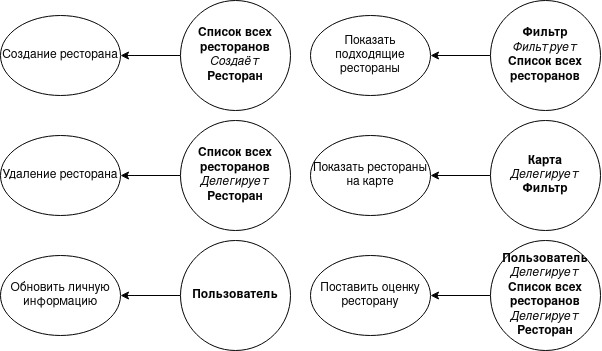 Создание ресторана
Список всех
ресторанов
Создаёт
Ресторан
Показать
подходящие
рестораны
Фильтр
Фильтрует
Список всех
ресторанов
Удаление ресторана
Список всех
ресторанов
Делегирует
Ресторан
Показать рестораны
на карте
Карта
Делегирует
Фильтр
Обновить личную
информацию
Пользователь
Поставить оценку
ресторану
Пользователь
Делегирует
Список всех
ресторанов
Делегирует
Ресторан